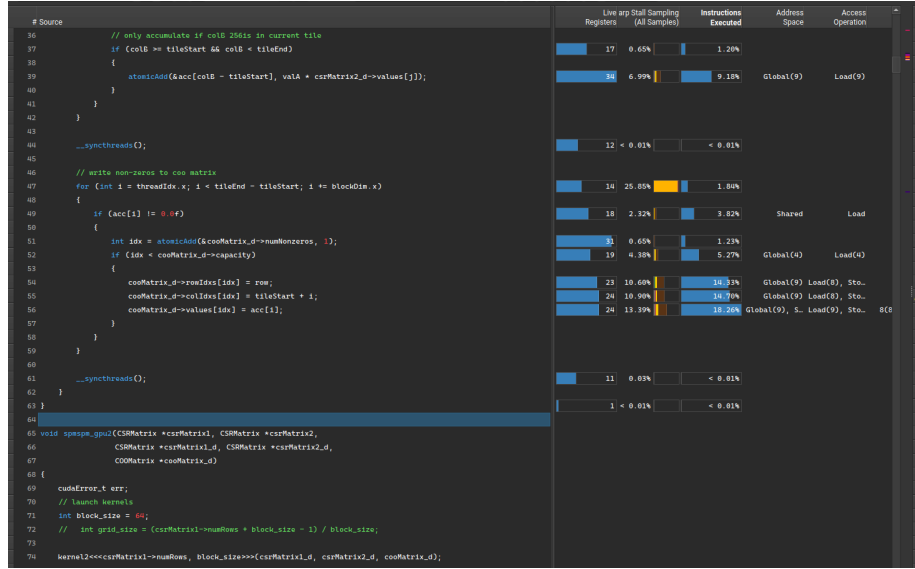 # Source Live Registers arp Stall Sampling (All Samples) Instructions Executed Address Space Access Operation
36 // only accumulate if colB 256is in current tile
37 if (colB >= tileStart && colB < tileEnd) 17 0.65% 1.20%
38 {
39 atomicAdd(&acc[colB - tileStart], valA * csrMatrix2_d->values[j]); 34 6.99% 9.18% Global(9) Load(9)
40 }
41 }
42 }
43
44 __syncthreads(); 12 < 0.01% < 0.01%
45
46 // write non-zeros to coo matrix
47 for (int i = threadIdx.x; i < tileEnd - tileStart; i += blockDim.x) 14 25.85% 1.84%
48 {
49 if (acc[i] != 0.0f) 18 2.32% 3.82% Shared Load
50 {
51 int idx = atomicAdd(&cooMatrix_d->numNonzeros, 1); 31 0.65% 1.23%
52 if (idx < cooMatrix_d->capacity) 19 4.38% 5.27% Global(4) Load(4)
53 {
54 cooMatrix_d->rowIdxs[idx] = row; 23 10.60% 14.33% Global(9) Load(8), Sto…
55 cooMatrix_d->colIdxs[idx] = tileStart + i; 24 10.90% 14.70% Global(9) Load(8), Sto…
56 cooMatrix_d->values[idx] = acc[i]; 24 13.39% 18.26% Global(9), S… Load(9), Sto… 8(8
57 }
58 }
59 }
60
61 __syncthreads(); 11 0.03% < 0.01%
62 }
63 } 1 < 0.01% < 0.01%
64
65 void spmspm_gpu2(CSRMatrix *csrMatrix1, CSRMatrix *csrMatrix2,
66 CSRMatrix *csrMatrix1_d, CSRMatrix *csrMatrix2_d,
67 COOMatrix *cooMatrix_d)
68 {
69 cudaError_t err;
70 // launch kernels
71 int block_size = 64;
72 // int grid_size = (csrMatrix1->numRows + block_size - 1) / block_size;
73
74 kernel2<<<csrMatrix1->numRows, block_size>>>(csrMatrix1_d, csrMatrix2_d, cooMatrix_d);